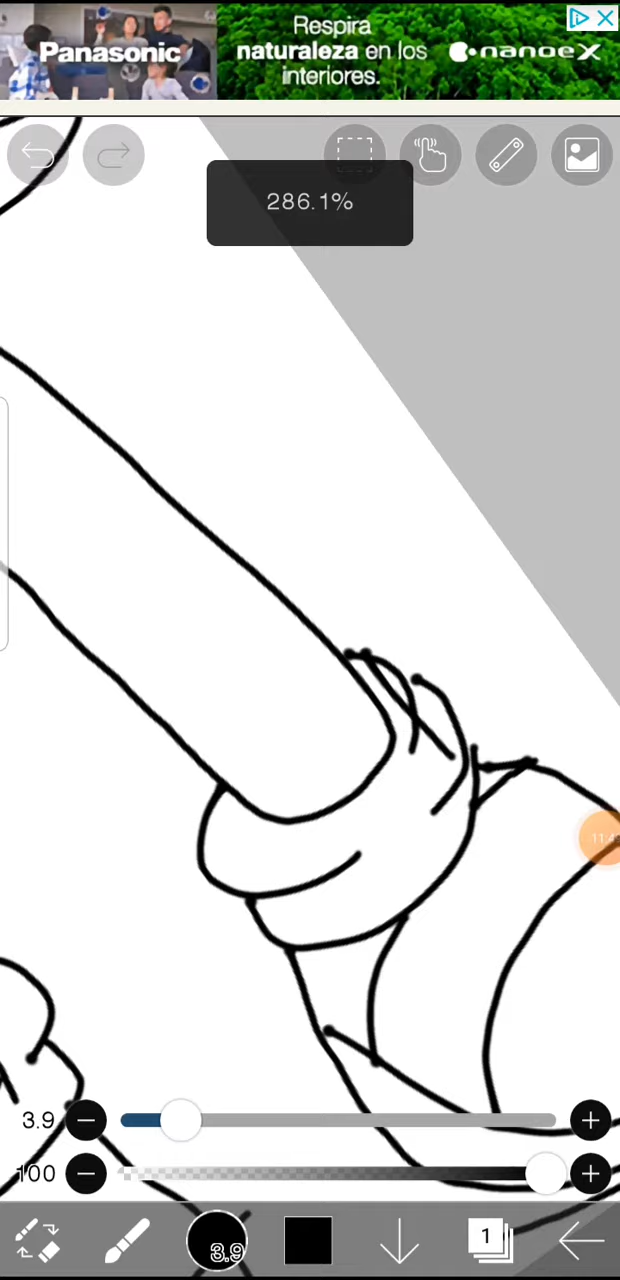 Respira
Panasonic
naturaleza en los
nanoeX
interiores.
286.1%
3.9
100
3.9
1